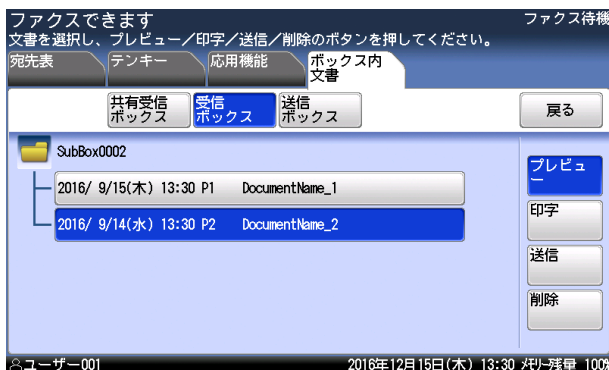 ファクスできます ファクス待機
文書を選択し、プレビュー／印字／送信／削除のボタンを押してください。
宛先表 テンキー 応用機能 ボックス内
文書
共有受信
ボックス
受信
ボックス
送信
ボックス
戻る
SubBox0002
2016/ 9/15(木) 13:30 P1 DocumentName_1
2016/ 9/14(水) 13:30 P2 DocumentName_2
プレビュ
ー
印字
送信
削除
ユーザー001 2016年12月15日(木) 13:30 ﾒﾓﾘｰ残量 100%